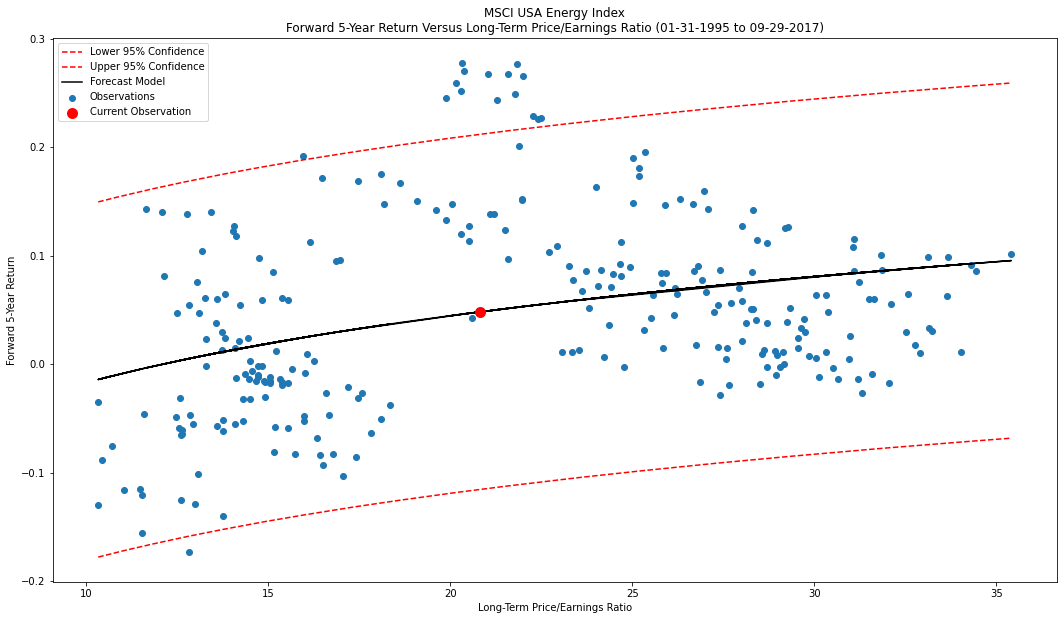 MSCI USA Energy Index
Forward 5-Year Return Versus Long-Term Price/Earnings Ratio (01-31-1995 to 09-29-2017)
Lower 95% Confidence
Upper 95% Confidence
Forecast Model
Observations
Current Observation
Forward 5-Year Return
0.3
0.2
0.1
0.0
−0.1
−0.2
10 15 20 25 30 35
Long-Term Price/Earnings Ratio